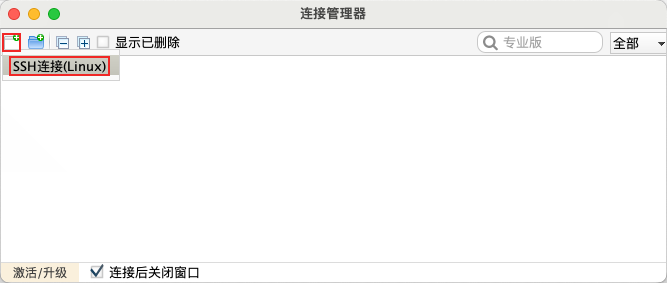 连接管理器
显示已删除
专业版
全部
SSH连接(Linux)
激活/升级
连接后关闭窗口